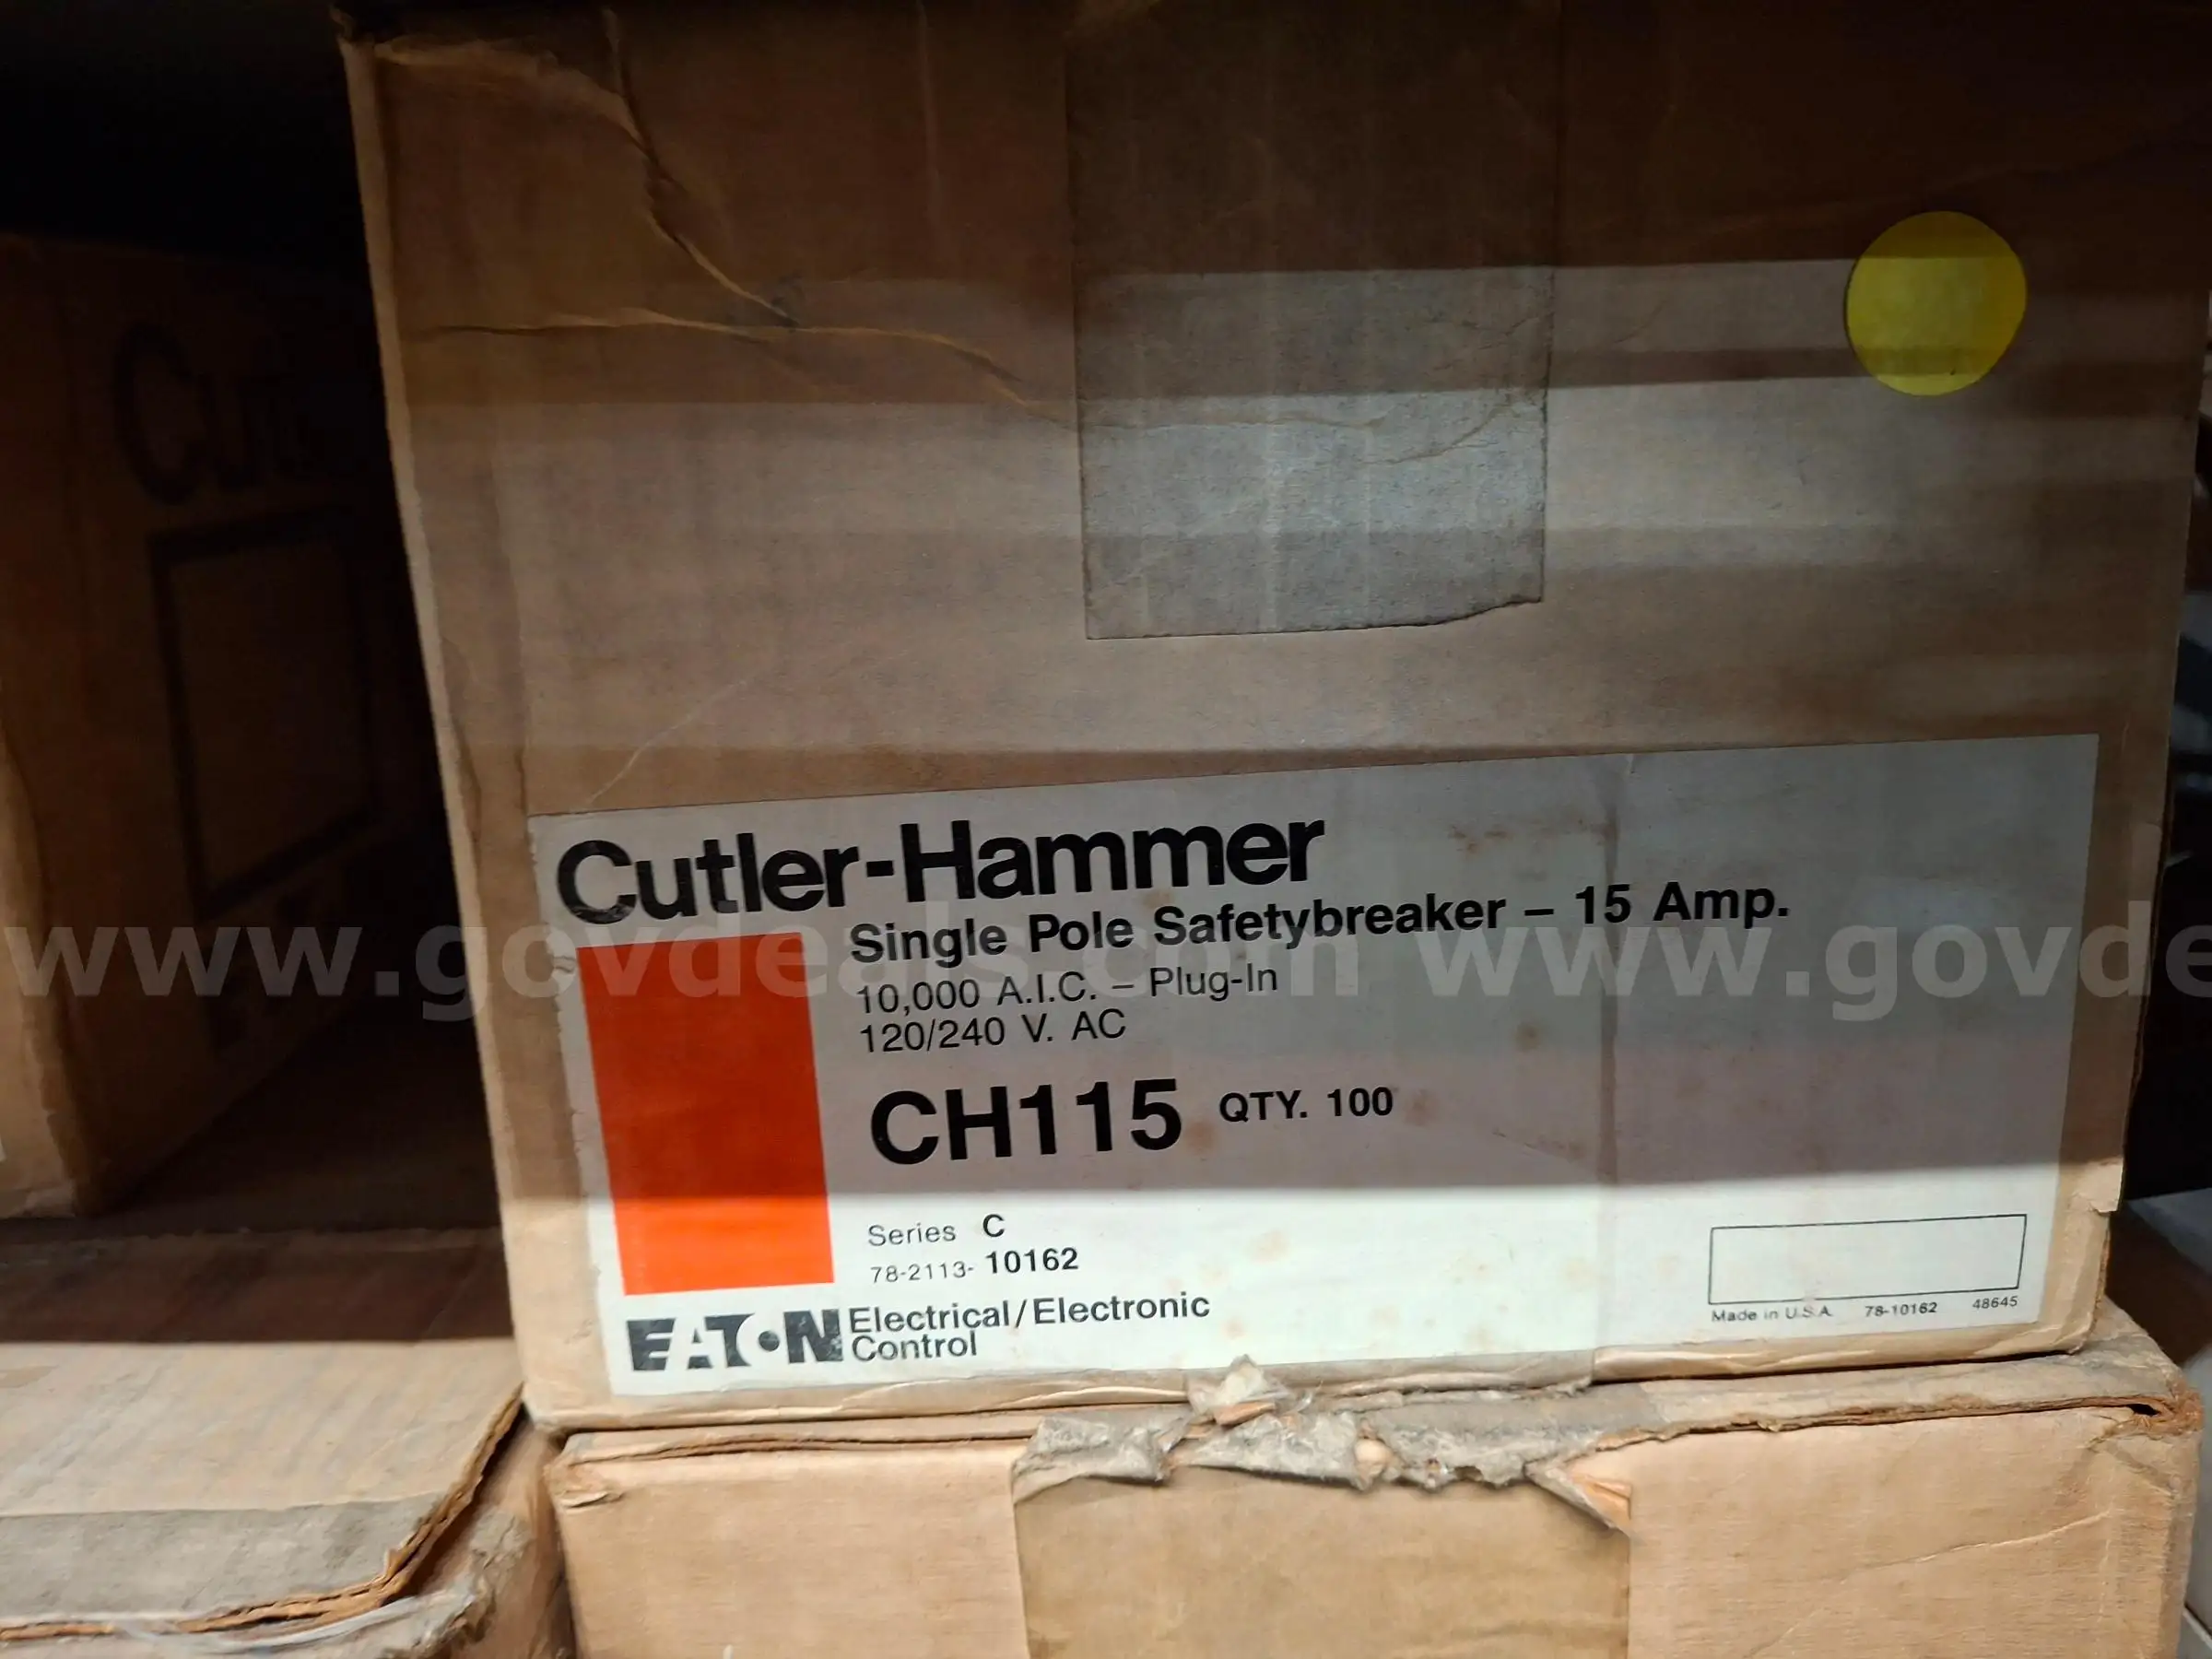 Cutler-Hammer
Single Pole Safetybreaker – 15 Amp.
10,000 A.I.C. – Plug-In
120/240 V. AC
CH115 QTY. 100
Series C
78-2113- 10162
EATON Electrical/Electronic
Control
Made in U.S.A. 78-10162 48645
www.govdeals.com www.govde
Cu